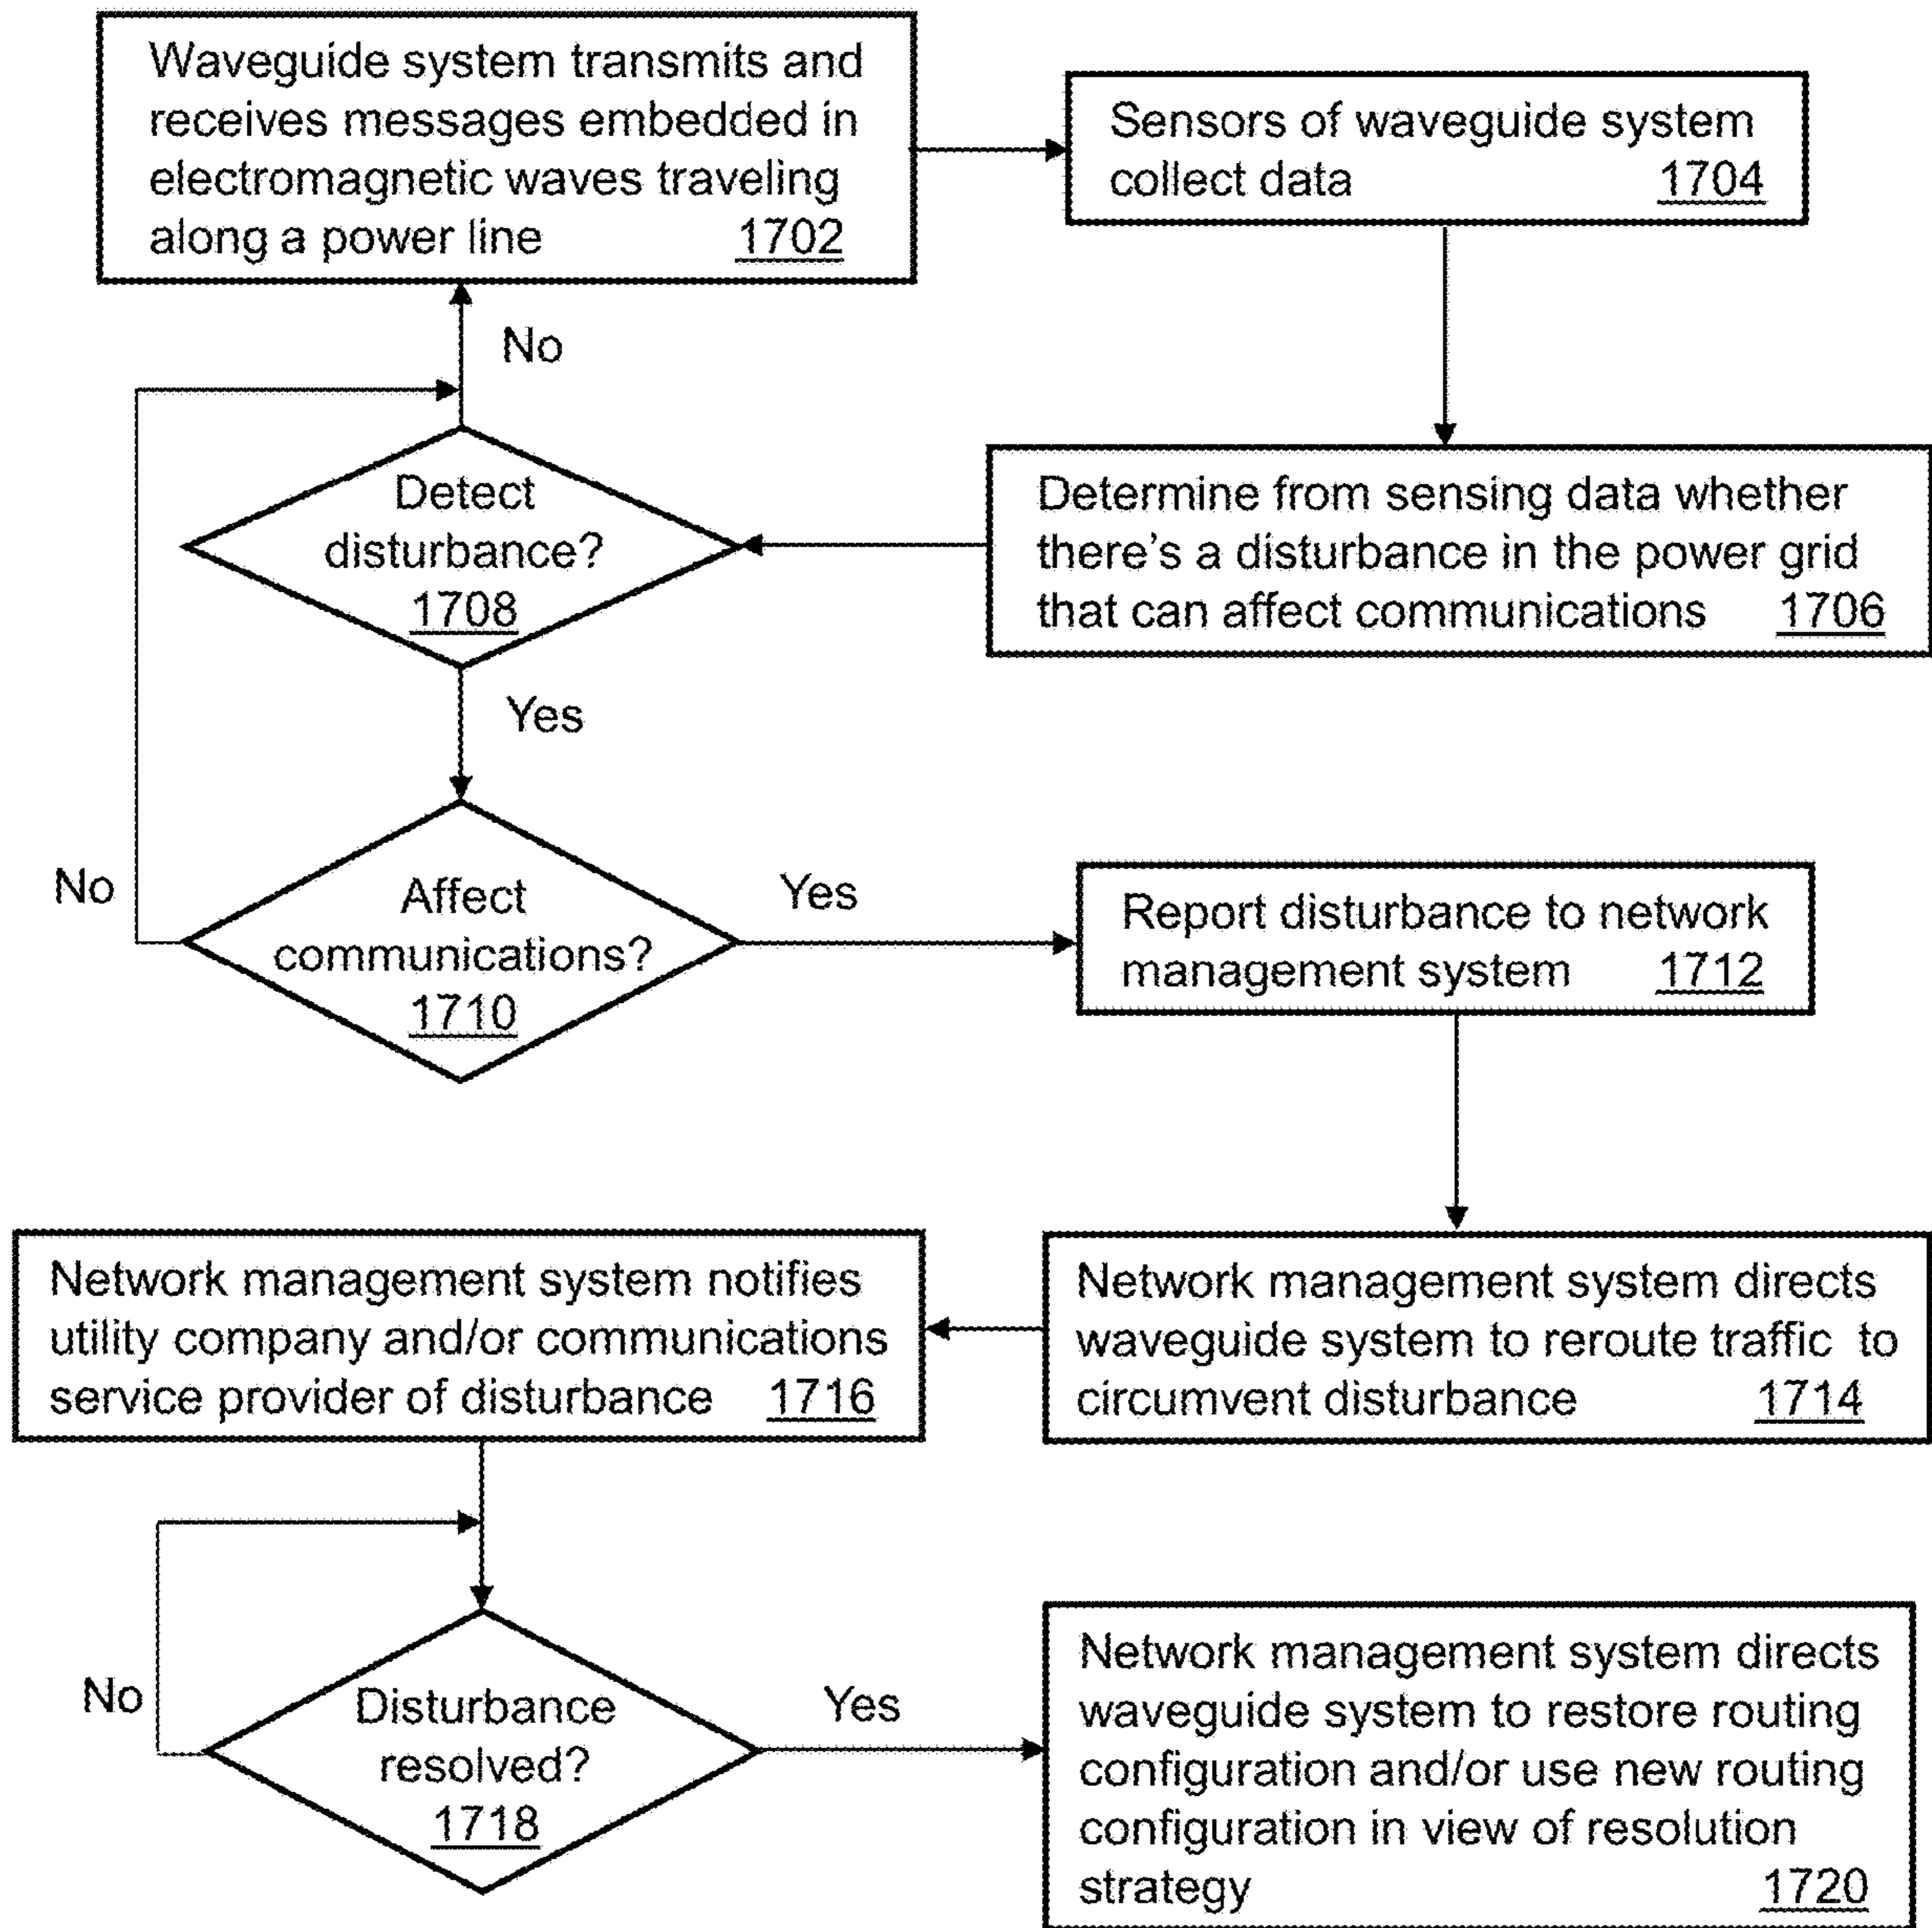 Waveguide system transmits and
receives messages embedded in
electromagnetic waves traveling
along a power line 1702
Sensors of waveguide system
collect data 1704
No
Detect
disturbance?
1708
Determine from sensing data whether
there's a disturbance in the power grid
that can affect communications 1706
Yes
No
Affect
communications?
1710
Yes
Report disturbance to network
management system 1712
Network management system notifies
utility company and/or communications
service provider of disturbance 1716
Network management system directs
waveguide system to reroute traffic to
circumvent disturbance 1714
No
Disturbance
resolved?
1718
Yes
Network management system directs
waveguide system to restore routing
configuration and/or use new routing
configuration in view of resolution
strategy 1720